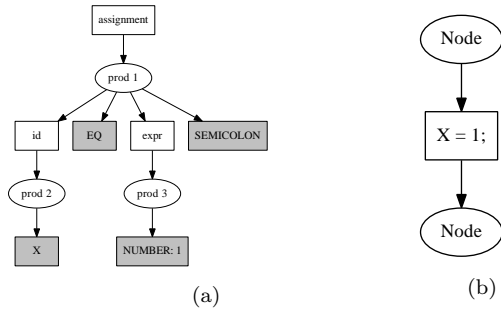 assignment
prod 1
id EQ expr SEMICOLON
prod 2 prod 3
X NUMBER: 1
(a)
Node
X = 1;
Node
(b)